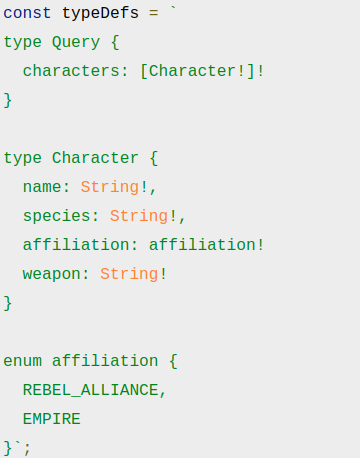 const typeDefs = `
type Query {
  characters: [Character!]!
}

type Character {
  name: String!,
  species: String!,
  affiliation: affiliation!
  weapon: String!
}

enum affiliation {
  REBEL_ALLIANCE,
  EMPIRE
}`;